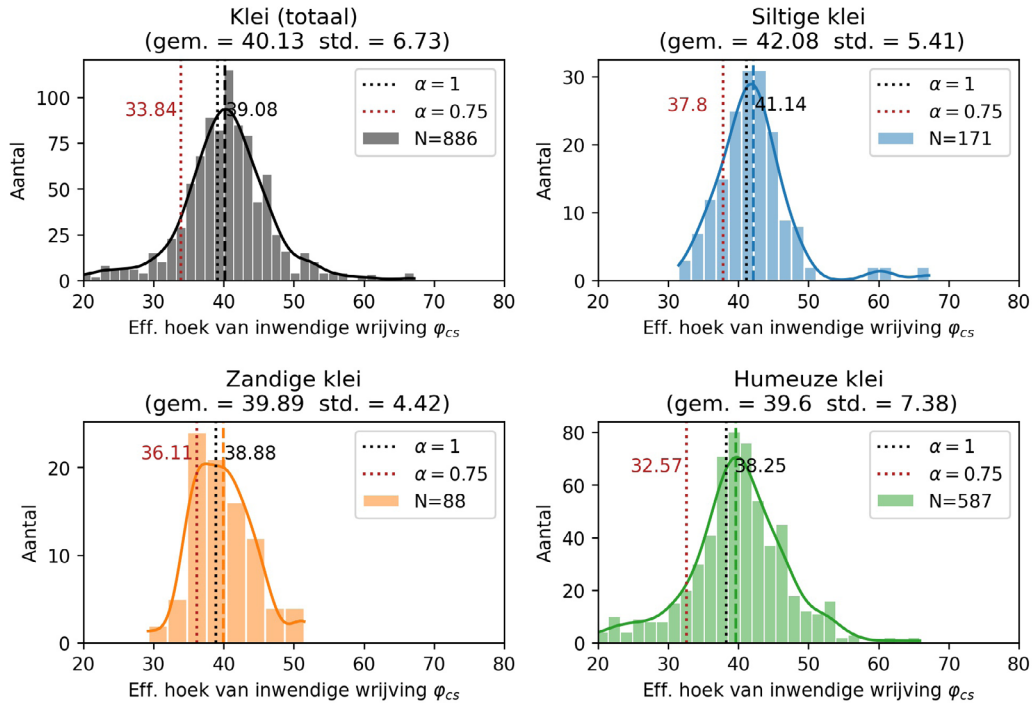 Klei (totaal)
(gem. = 40.13 std. = 6.73)
33.84
39.08
α = 1
α = 0.75
N=886
Aantal
100
75
50
25
0
20 30 40 50 60 70 80
Eff. hoek van inwendige wrijving φcs
Siltige klei
(gem. = 42.08 std. = 5.41)
37.8
41.14
α = 1
α = 0.75
N=171
Aantal
30
20
10
0
20 30 40 50 60 70 80
Eff. hoek van inwendige wrijving φcs
Zandige klei
(gem. = 39.89 std. = 4.42)
36.11
38.88
α = 1
α = 0.75
N=88
Aantal
20
10
0
20 30 40 50 60 70 80
Eff. hoek van inwendige wrijving φcs
Humeuze klei
(gem. = 39.6 std. = 7.38)
32.57
38.25
α = 1
α = 0.75
N=587
Aantal
80
60
40
20
0
20 30 40 50 60 70 80
Eff. hoek van inwendige wrijving φcs